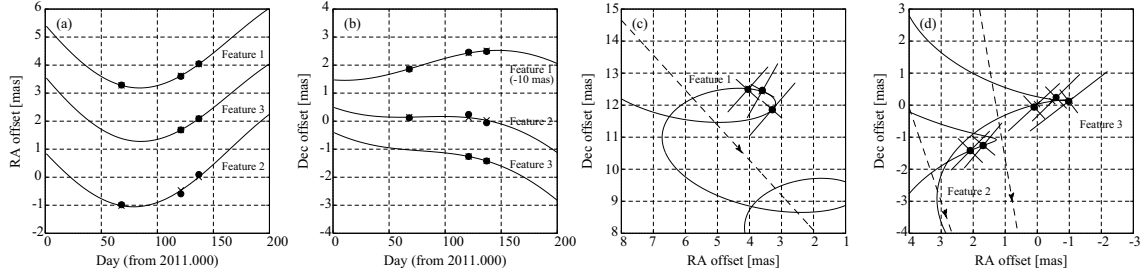 (a)
RA offset [mas]
6
5
4
3
2
1
0
-1
-2
Feature 1
Feature 3
Feature 2
0 50 100 150 200
Day (from 2011.000)
(b)
Dec offset [mas]
4
3
2
1
0
-1
-2
-3
-4
Feature 1
(-10 mas)
Feature 2
Feature 3
0 50 100 150 200
Day (from 2011.000)
(c)
Dec offset [mas]
15
14
13
12
11
10
9
8
Feature 1
8 7 6 5 4 3 2 1
RA offset [mas]
(d)
Dec offset [mas]
3
2
1
0
-1
-2
-3
-4
Feature 3
Feature 2
4 3 2 1 0 -1 -2 -3
RA offset [mas]